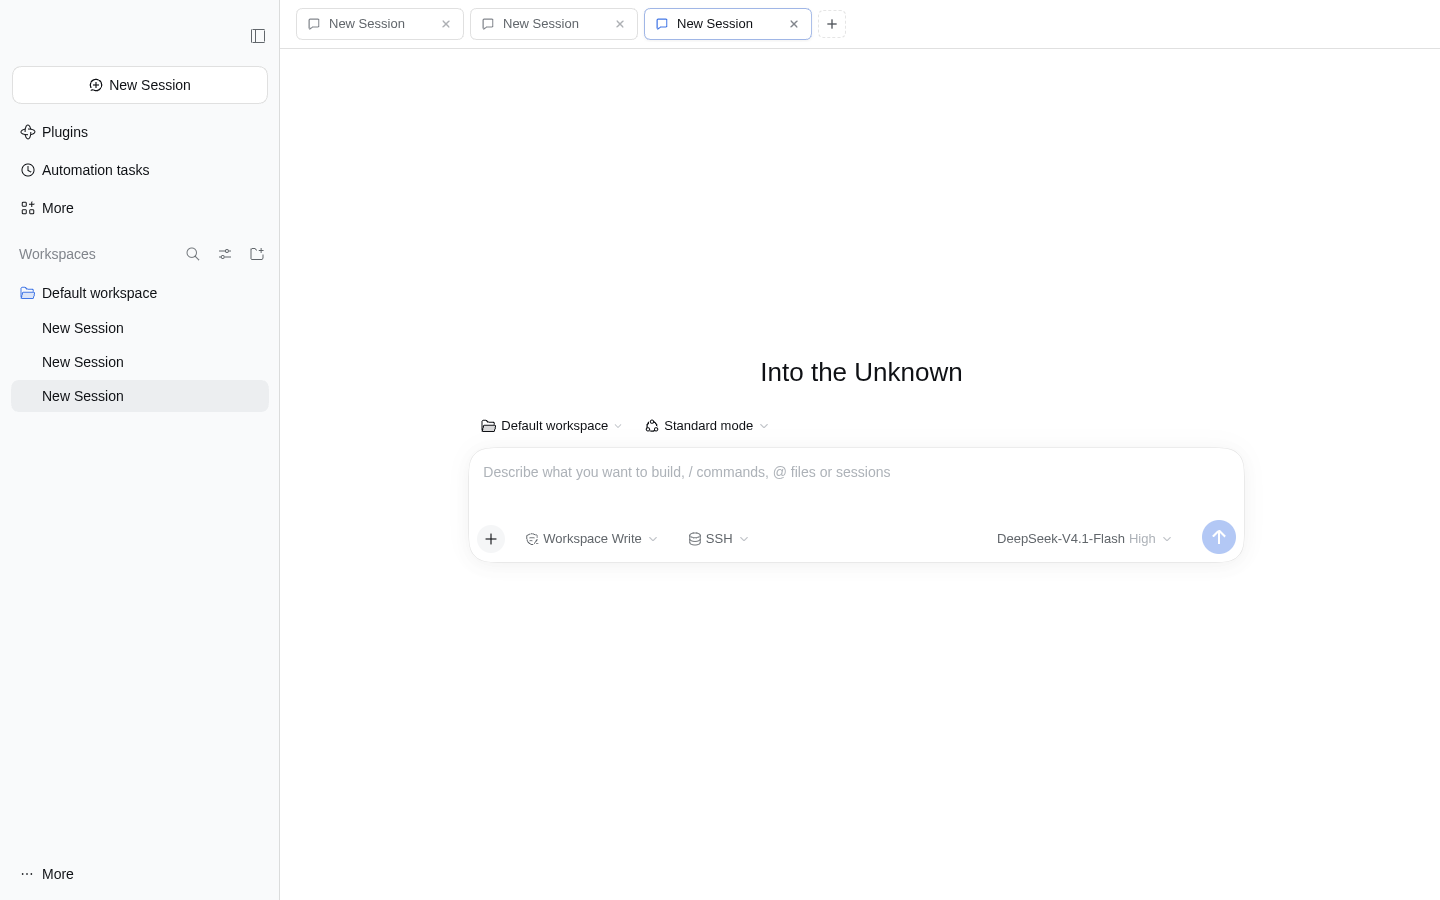 New Session
Plugins
Automation tasks
More
Workspaces
Default workspace
New Session
New Session
New Session
More
New Session
New Session
New Session
Into the Unknown
Default workspace
Standard mode
Describe what you want to build, / commands, @ files or sessions
Workspace Write
SSH
DeepSeek-V4.1-Flash High